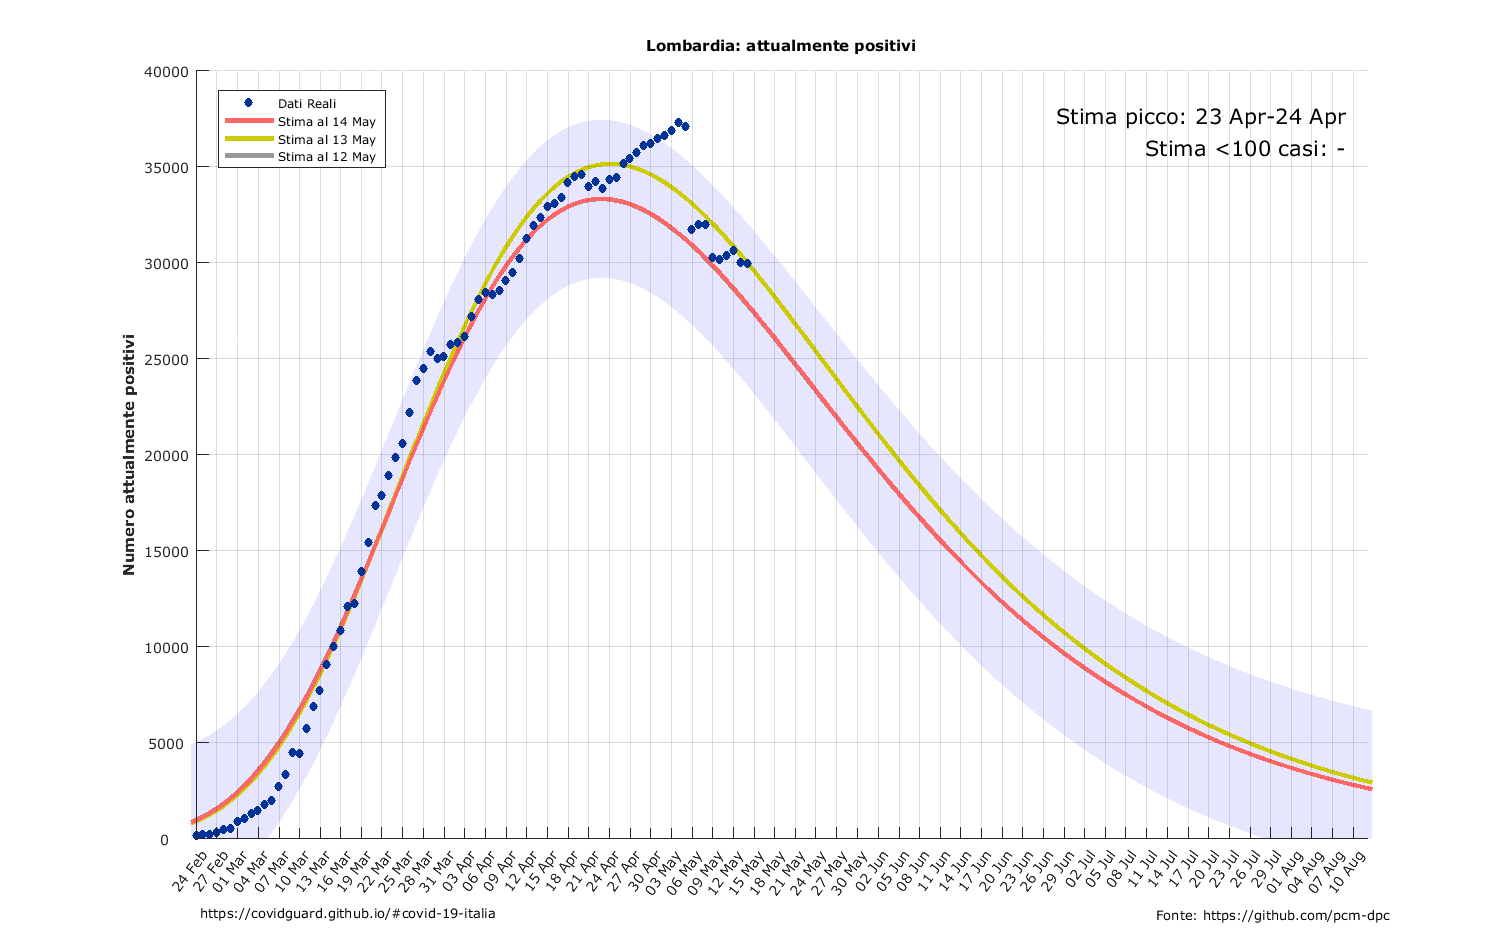 Lombardia: attualmente positivi
40000
35000
30000
25000
20000
15000
10000
5000
0
Numero attualmente positivi
Dati Reali
Stima al 14 May
Stima al 13 May
Stima al 12 May
Stima picco: 23 Apr-24 Apr
Stima <100 casi: -
24 Feb
27 Feb
01 Mar
04 Mar
07 Mar
10 Mar
13 Mar
16 Mar
19 Mar
22 Mar
25 Mar
28 Mar
31 Mar
03 Apr
06 Apr
09 Apr
12 Apr
15 Apr
18 Apr
21 Apr
24 Apr
27 Apr
30 Apr
03 May
06 May
09 May
12 May
15 May
18 May
21 May
24 May
27 May
30 May
02 Jun
05 Jun
08 Jun
11 Jun
14 Jun
17 Jun
20 Jun
23 Jun
26 Jun
29 Jun
02 Jul
05 Jul
08 Jul
11 Jul
14 Jul
17 Jul
20 Jul
23 Jul
26 Jul
29 Jul
01 Aug
04 Aug
07 Aug
10 Aug
https://covidguard.github.io/#covid-19-italia
Fonte: https://github.com/pcm-dpc